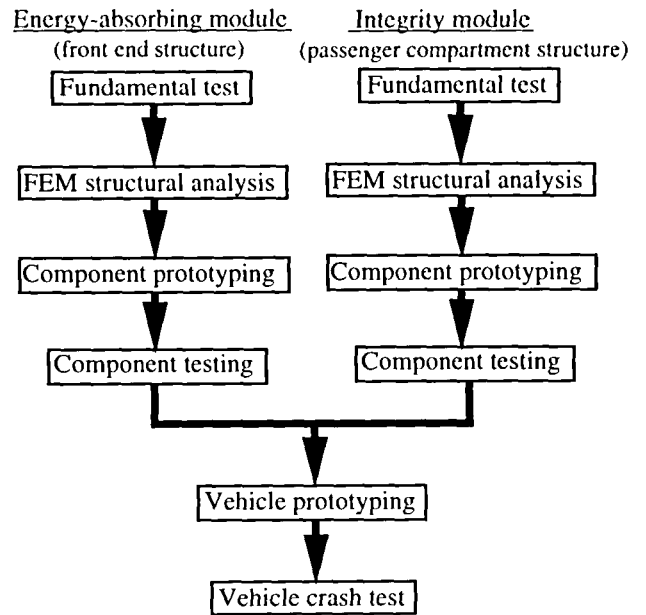 Energy-absorbing module
(front end structure)
Fundamental test
FEM structural analysis
Component prototyping
Component testing
Integrity module
(passenger compartment structure)
Fundamental test
FEM structural analysis
Component prototyping
Component testing
Vehicle prototyping
Vehicle crash test